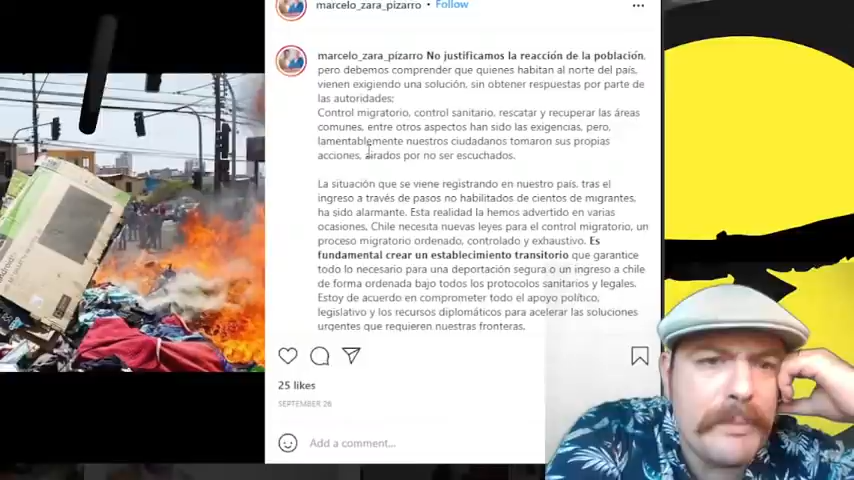 marcelo_zara_pizarro • Follow
marcelo_zara_pizarro No justificamos la reacción de la población,
pero debemos comprender que quienes habitan al norte del país,
vienen exigiendo una solución, sin obtener respuestas por parte de
las autoridades;
Control migratorio, control sanitario, rescatar y recuperar las áreas
comunes, entre otros aspectos han sido las exigencias, pero,
lamentablemente nuestros ciudadanos tomaron sus propias
acciones, airados por no ser escuchados.
La situación que se viene registrando en nuestro país, tras el
ingreso a través de pasos no habilitados de cientos de migrantes,
ha sido alarmante. Esta realidad la hemos advertido en varias
ocasiones, Chile necesita nuevas leyes para el control migratorio, un
proceso migratorio ordenado, controlado y exhaustivo. Es
fundamental crear un establecimiento transitorio que garantice
todo lo necesario para una deportación segura o un ingreso a chile
de forma ordenada bajo todos los protocolos sanitarios y legales.
Estoy de acuerdo en comprometer todo el apoyo político,
legislativo y los recursos diplomáticos para acelerar las soluciones
urgentes que requieren nuestras fronteras.
25 likes
SEPTEMBER 26
Add a comment...